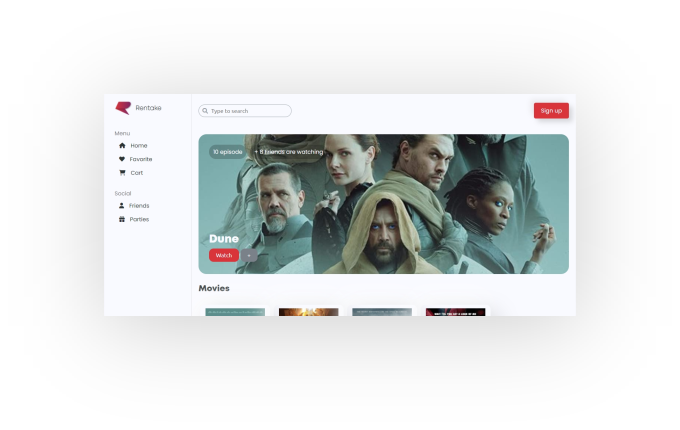 Rentake
Type to search
Sign up
Menu
Home
Favorite
Cart
Social
Friends
Parties
10 episode
+ 8 friends are watching
Dune
Watch
+
Movies